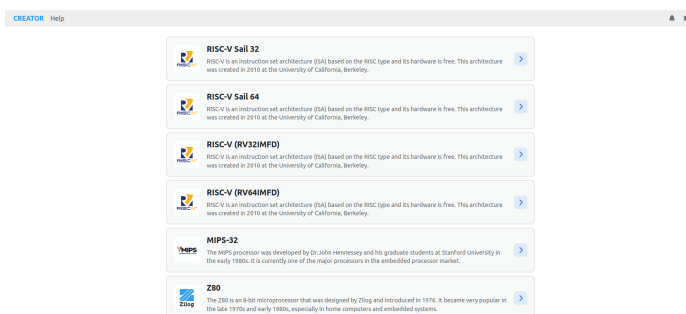 CREATOR Help
RISC-V Sail 32
RISC-V is an instruction set architecture (ISA) based on the RISC type and its hardware is free. This architecture
was created in 2010 at the University of California, Berkeley.
RISC-V Sail 64
RISC-V is an instruction set architecture (ISA) based on the RISC type and its hardware is free. This architecture
was created in 2010 at the University of California, Berkeley.
RISC-V (RV32IMFD)
RISC-V is an instruction set architecture (ISA) based on the RISC type and its hardware is free. This architecture
was created in 2010 at the University of California, Berkeley.
RISC-V (RV64IMFD)
RISC-V is an instruction set architecture (ISA) based on the RISC type and its hardware is free. This architecture
was created in 2010 at the University of California, Berkeley.
MIPS
MIPS-32
The MIPS processor was developed by Dr.John Hennessey and his graduate students at Stanford University in
the early 1980s. It is currently one of the major processors in the embedded processor market.
Zilog
Z80
The Z80 is an 8-bit microprocessor that was designed by Zilog and introduced in 1976. It became very popular in
the late 1970s and early 1980s, especially in home computers and embedded systems.